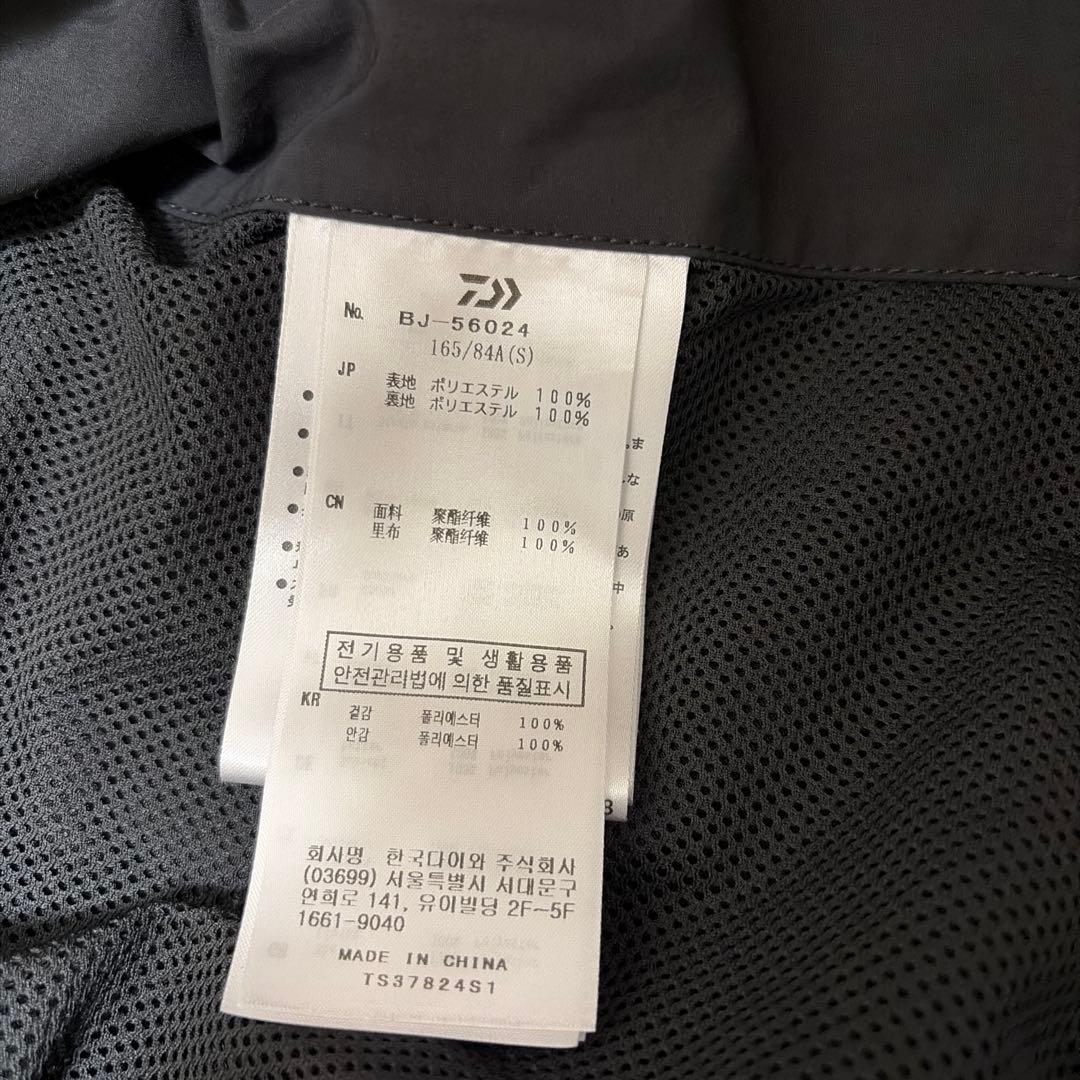 No. BJ-56024
165/84A(S)
JP 表地 ポリエステル 100%
裏地 ポリエステル 100%
CN 面料 聚酯纤维 100%
里布 聚酯纤维 100%
전기용품 및 생활용품
안전관리법에 의한 품질표시
KR 겉감 폴리에스터 100%
안감 폴리에스터 100%
회사명 한국다이와 주식회사
(03699) 서울특별시 서대문구
연희로 141, 유이빌딩 2F~5F
1661-9040
MADE IN CHINA
TS37824S1
ま
な
原
あ
中
3